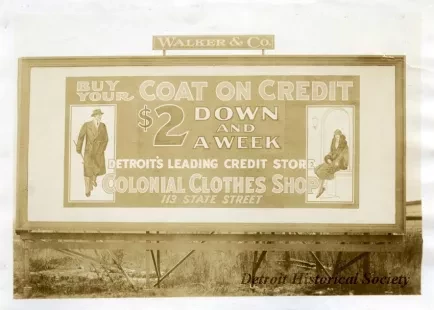 WALKER & CO.
BUY YOUR COAT ON CREDIT
$2 DOWN
AND
A WEEK
DETROIT'S LEADING CREDIT STORE
COLONIAL CLOTHES SHOP
113 STATE STREET
Detroit Historical Society